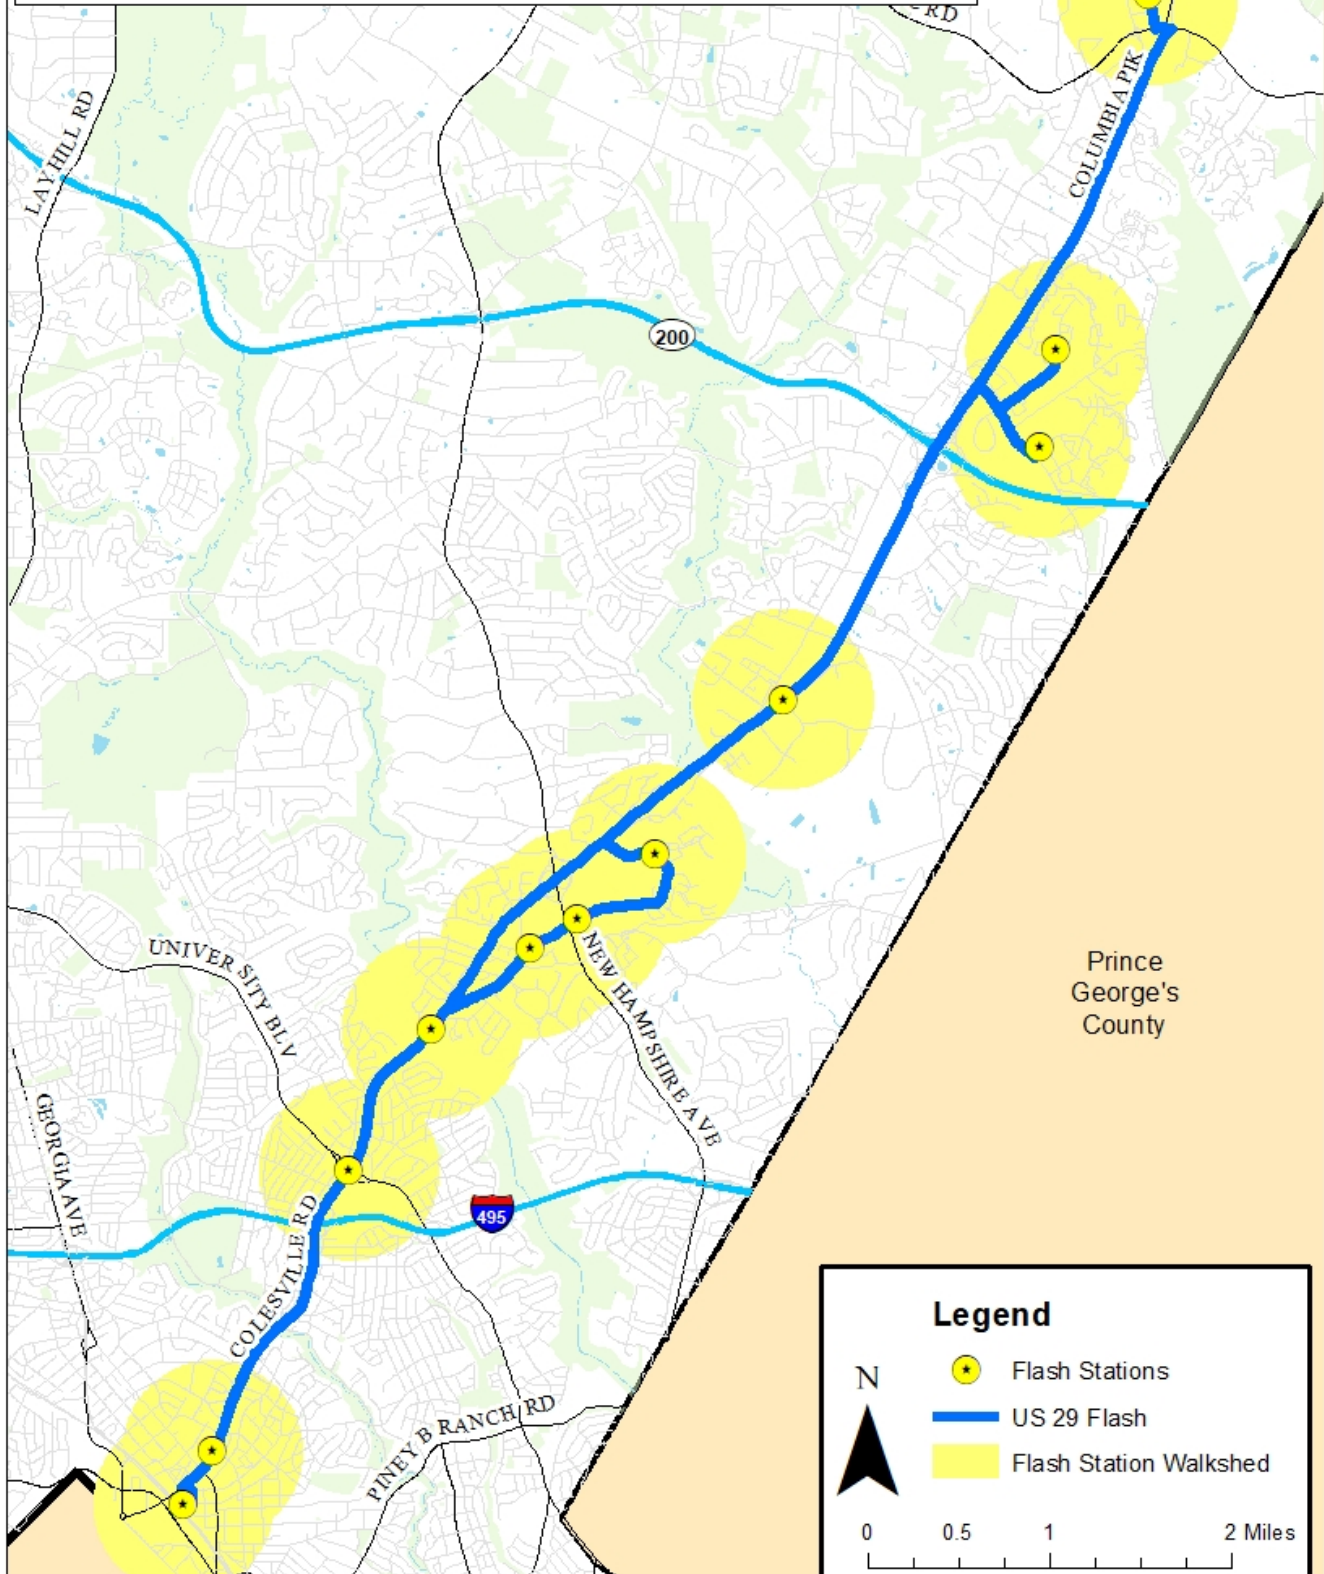 RD
COLUMBIA PIK
LAYHILL RD
200
UNIVERSITY BLV
NEW HAMPSHIRE AVE
Prince
George's
County
GEORGIA AVE
495
COLESVILLE RD
PINEY B RANCH RD
Legend
N
Flash Stations
US 29 Flash
Flash Station Walkshed
0 0.5 1 2 Miles